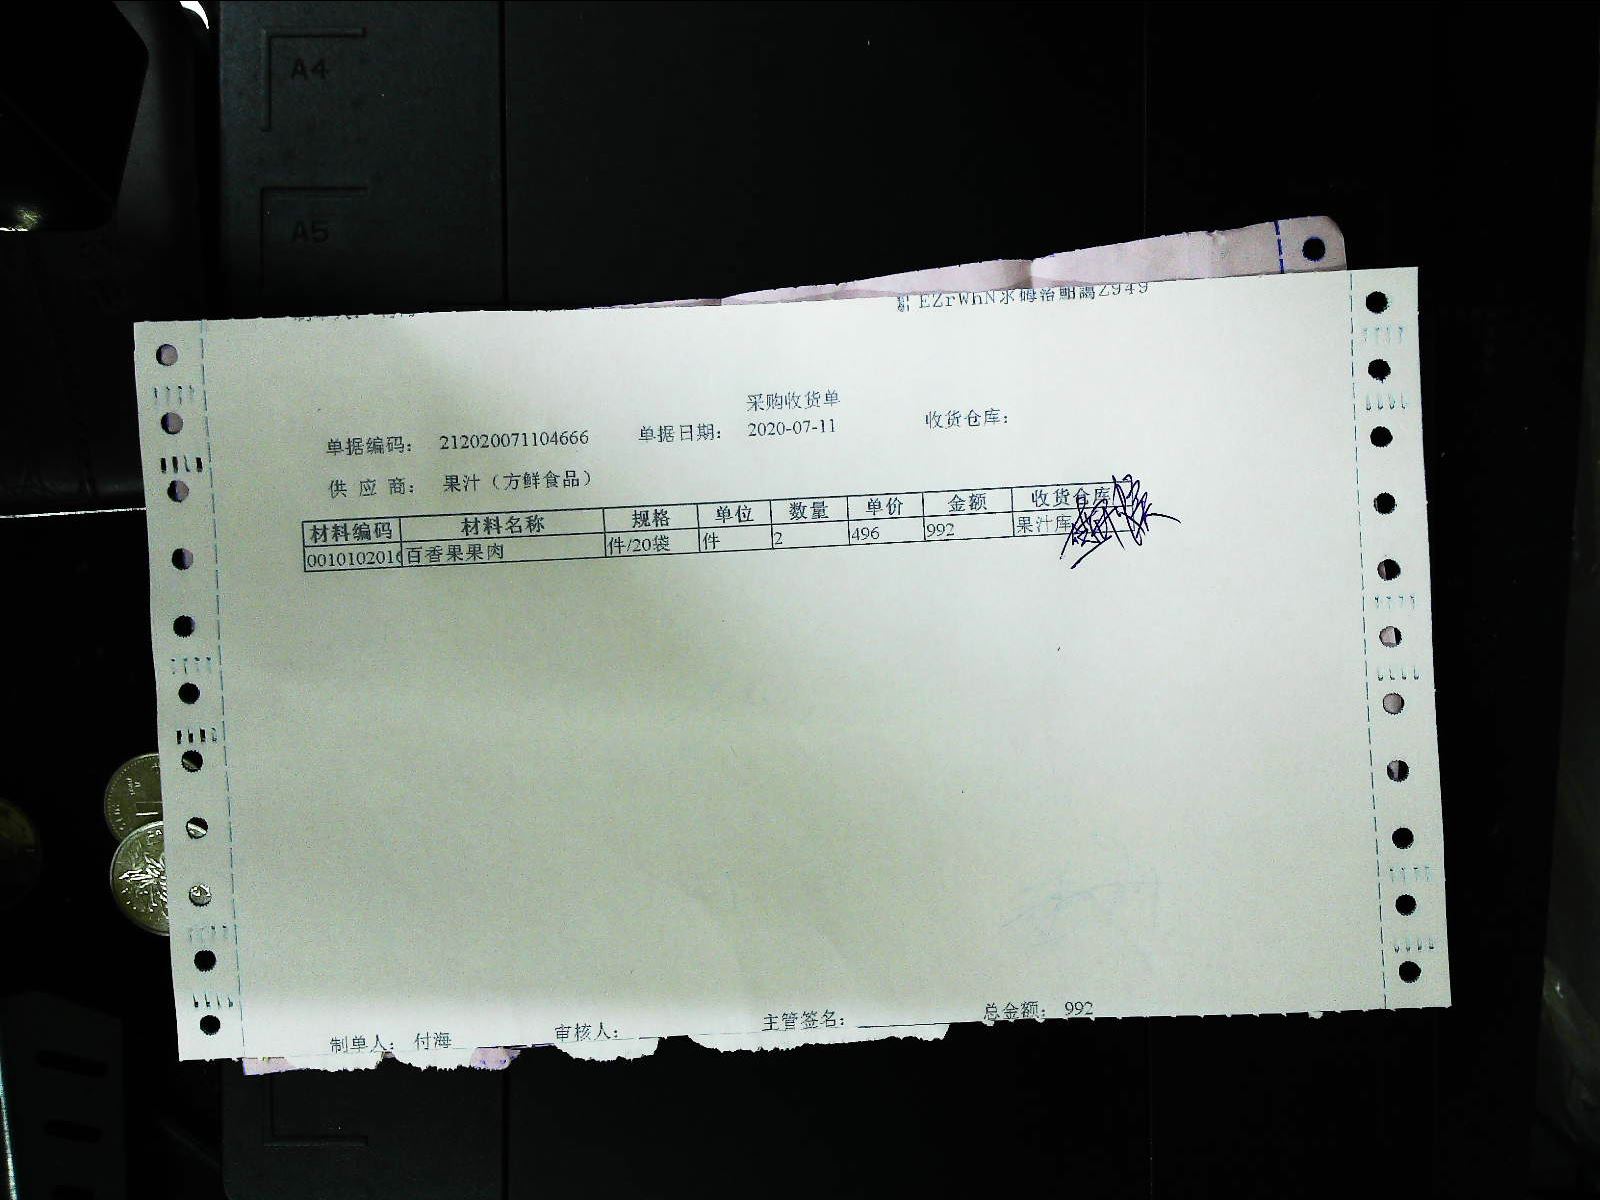 A4
A5
采购收货单
单据编码： 212020071104666 单据日期： 2020-07-11 收货仓库：
供 应 商： 果汁（方鲜食品）
材料编码 材料名称 规格 单位 数量 单价 金额 收货仓库
0010102016 百香果果肉 件/20袋 件 2 496 992 果汁库
制单人： 付海 审核人： 主管签名： 总金额： 992